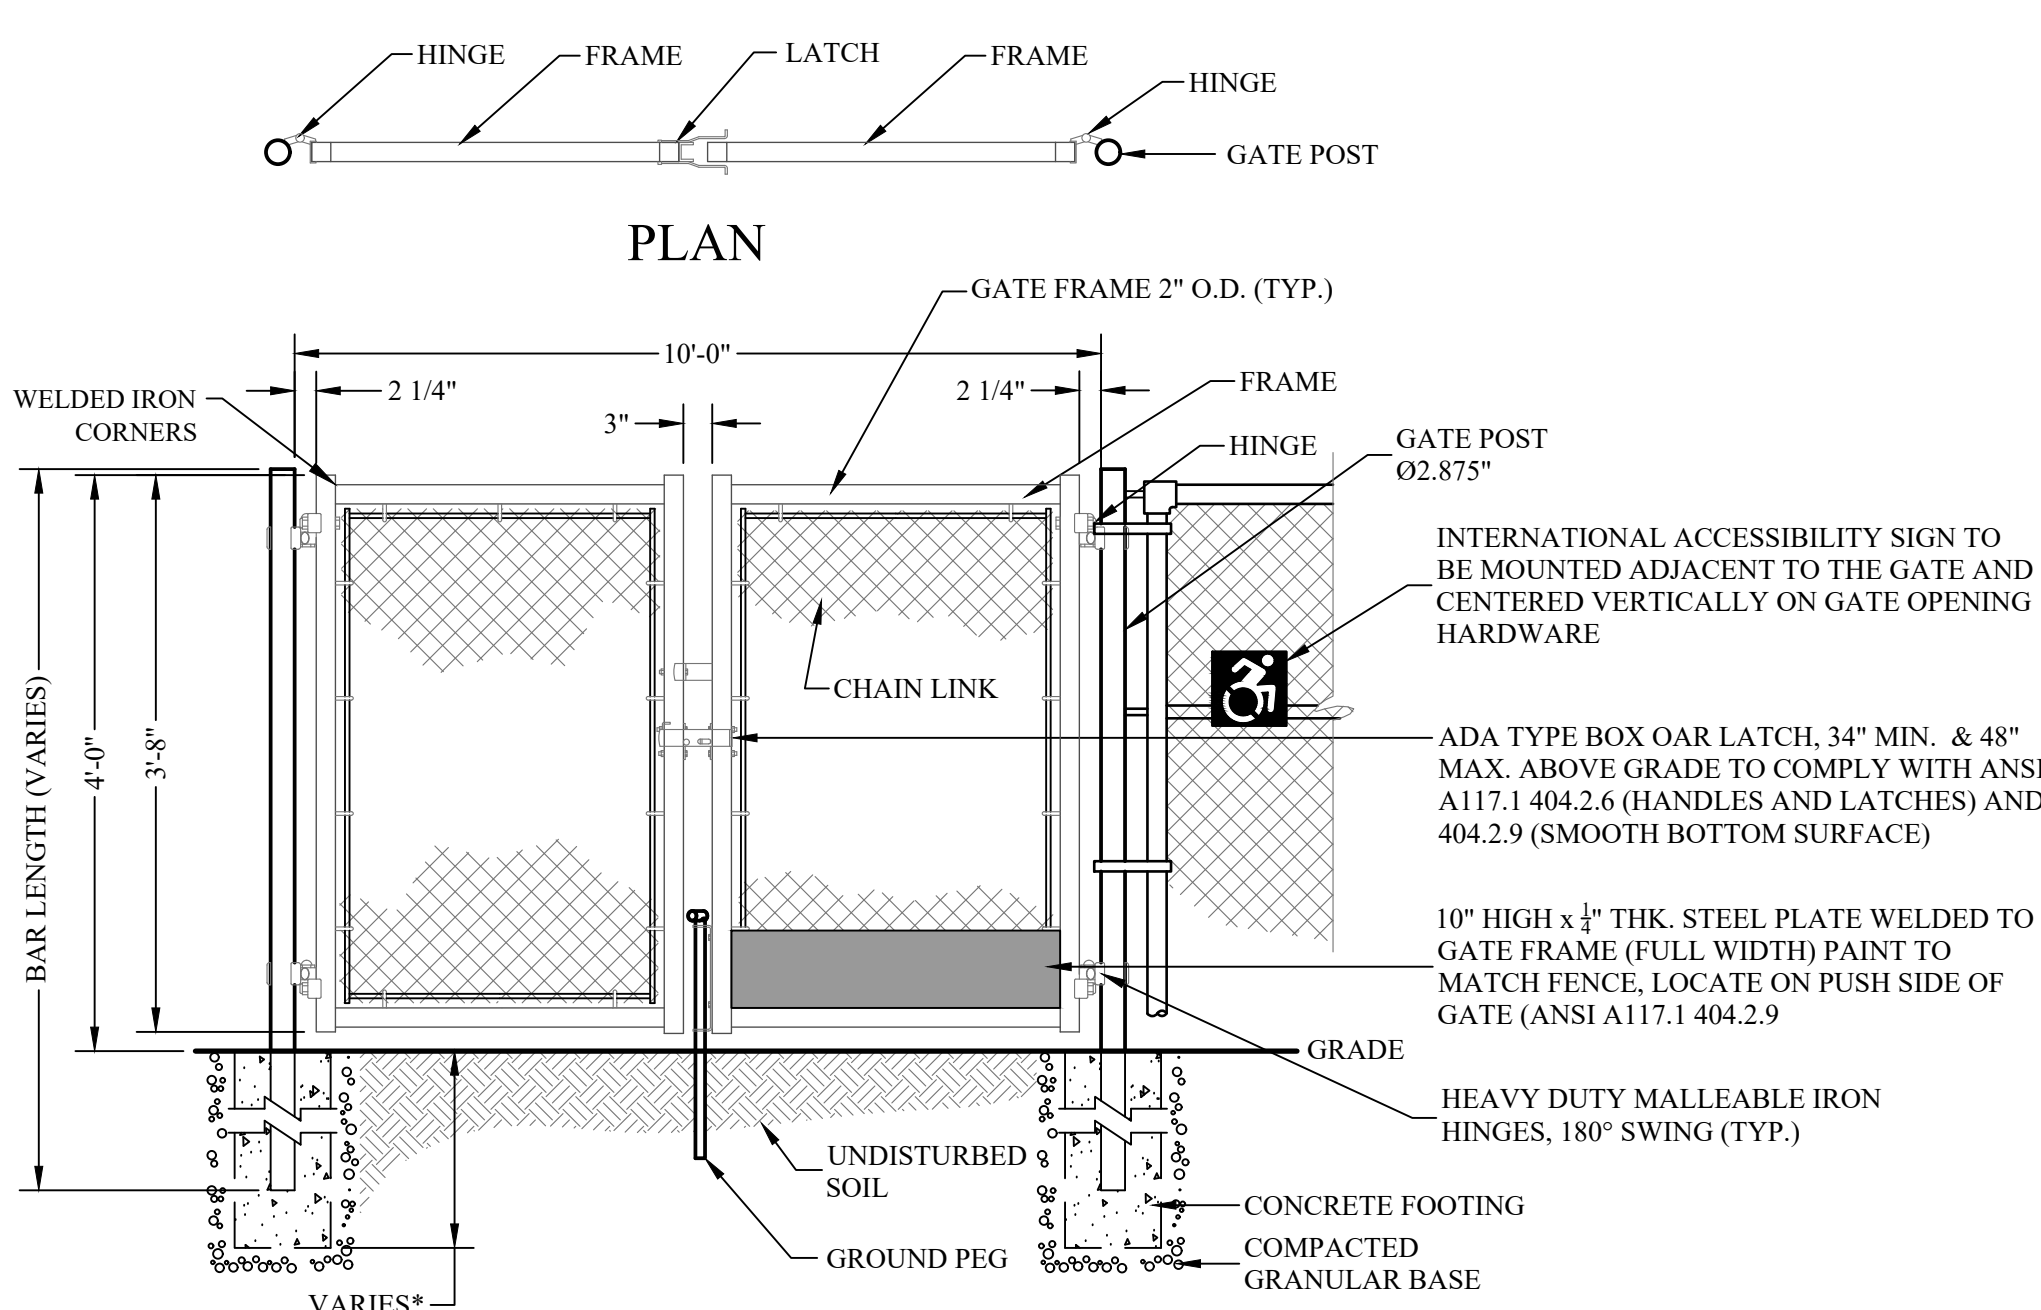 HINGE
FRAME
LATCH
FRAME
HINGE
GATE POST
PLAN
GATE FRAME 2" O.D. (TYP.)
10'-0"
2 1/4"
2 1/4"
3"
FRAME
WELDED IRON
CORNERS
HINGE
GATE POST
Ø2.875"
INTERNATIONAL ACCESSIBILITY SIGN TO
BE MOUNTED ADJACENT TO THE GATE AND
CENTERED VERTICALLY ON GATE OPENING
HARDWARE
CHAIN LINK
BAR LENGTH (VARIES)
4'-0"
3'-8"
ADA TYPE BOX OAR LATCH, 34" MIN. & 48"
MAX. ABOVE GRADE TO COMPLY WITH ANSI
A117.1 404.2.6 (HANDLES AND LATCHES) AND
404.2.9 (SMOOTH BOTTOM SURFACE)
10" HIGH x 1/4" THK. STEEL PLATE WELDED TO
GATE FRAME (FULL WIDTH) PAINT TO
MATCH FENCE, LOCATE ON PUSH SIDE OF
GATE (ANSI A117.1 404.2.9
GRADE
HEAVY DUTY MALLEABLE IRON
HINGES, 180° SWING (TYP.)
UNDISTURBED
SOIL
CONCRETE FOOTING
GROUND PEG
COMPACTED
GRANULAR BASE
VARIES*